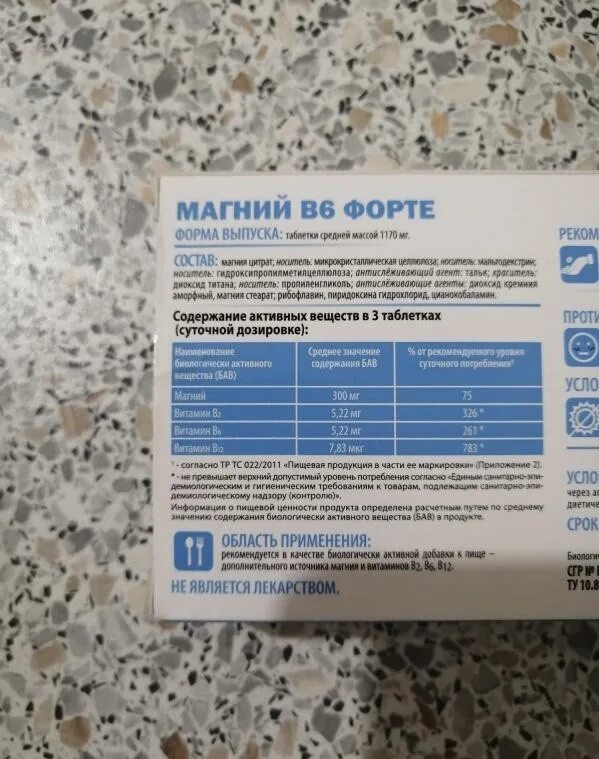 МАГНИЙ B6 ФОРТЕ
ФОРМА ВЫПУСКА: таблетки средней массой 1170 мг.
СОСТАВ: магния цитрат; носитель: микрокристаллическая целлюлоза; носитель: мальтодекстрин;
носитель: гидроксипропилметилцеллюлоза; антислёживающий агент: тальк; краситель:
диоксид титана; носитель: пропиленгликоль; антислёживающие агенты: диоксид кремния
аморфный, магния стеарат; рибофлавин, пиридоксина гидрохлорид, цианокобаламин.
Содержание активных веществ в 3 таблетках
(суточной дозировке):
Наименование биологически активного вещества (БАВ) Среднее значение содержания БАВ % от рекомендуемого уровня суточного потребления¹
Магний 300 мг 75
Витамин B2 5,22 мг 326 *
Витамин B6 5,22 мг 261 *
Витамин B12 7,83 мкг 783 *
¹ - согласно ТР ТС 022/2011 «Пищевая продукция в части ее маркировки» (Приложение 2).
* - не превышает верхний допустимый уровень потребления согласно «Единым санитарно-эпи-
демиологическим и гигиеническим требованиям к товарам, подлежащим санитарно-эпи-
демиологическому надзору (контролю)».
Информация о пищевой ценности продукта определена расчетным путем по среднему
значению содержания биологически активного вещества (БАВ) в продукте.
ОБЛАСТЬ ПРИМЕНЕНИЯ:
рекомендуется в качестве биологически активной добавки к пище –
дополнительного источника магния и витаминов B2, B6, B12.
НЕ ЯВЛЯЕТСЯ ЛЕКАРСТВОМ.
РЕКОМ
ПРОТИ
УСЛО
УСЛО
через ап
диетиче
СРОК
Биологич
СГР №
ТУ 10.8